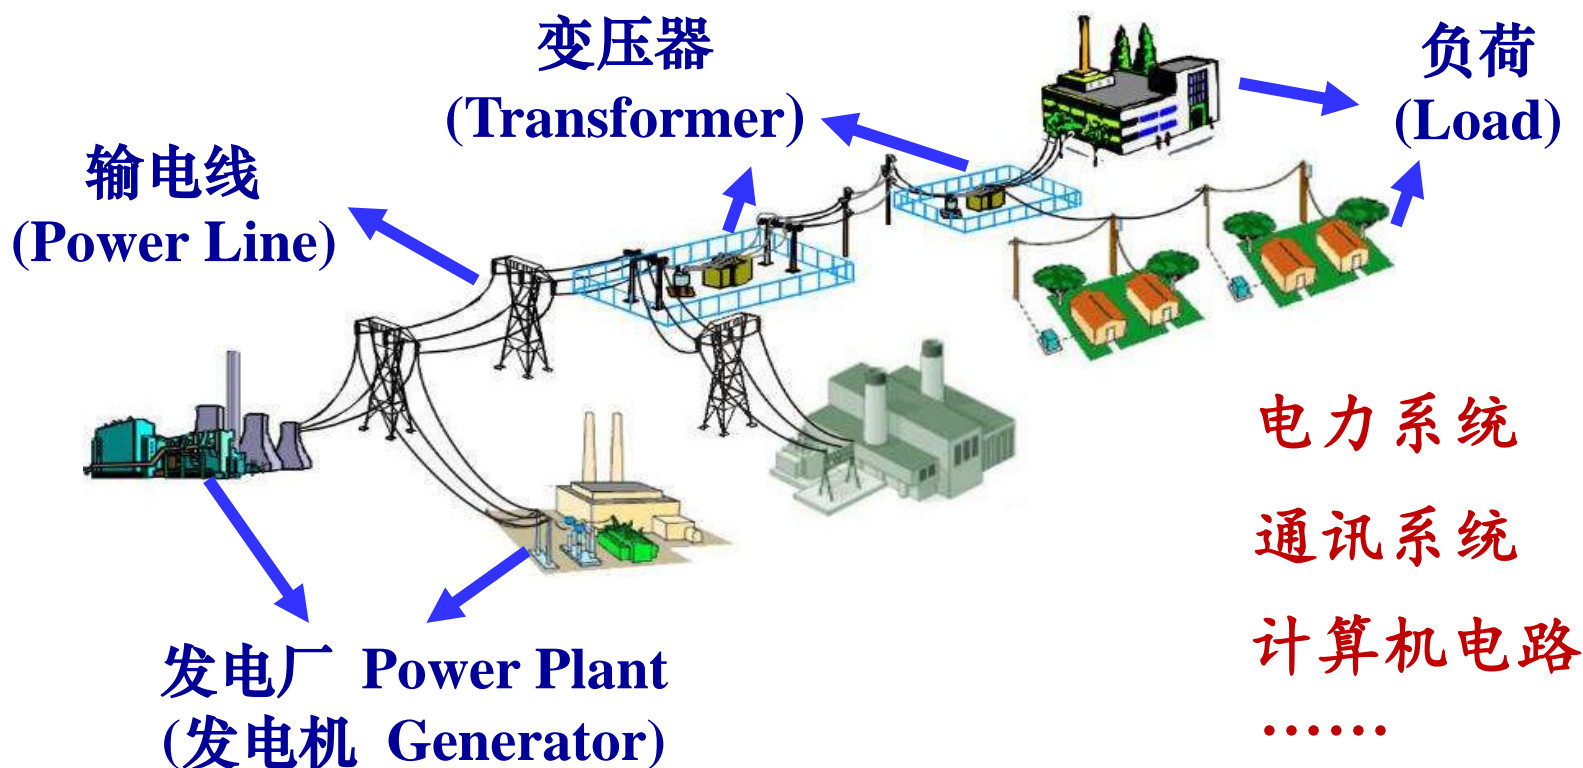 变压器
(Transformer)
负荷
(Load)
输电线
(Power Line)
电力系统
通讯系统
计算机电路
……
发电厂 Power Plant
(发电机 Generator)